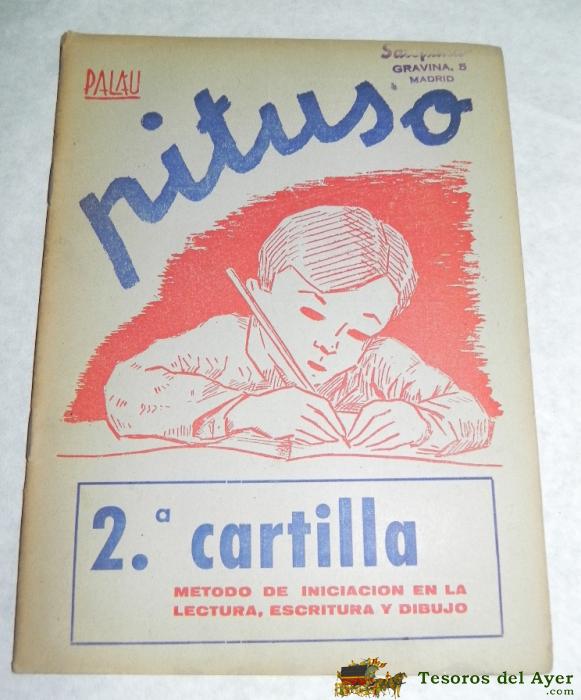 PALAU
GRAVINA, 5
MADRID
pituso
2.ª cartilla
METODO DE INICIACION EN LA
LECTURA, ESCRITURA Y DIBUJO
Tesoros del Ayer
.com